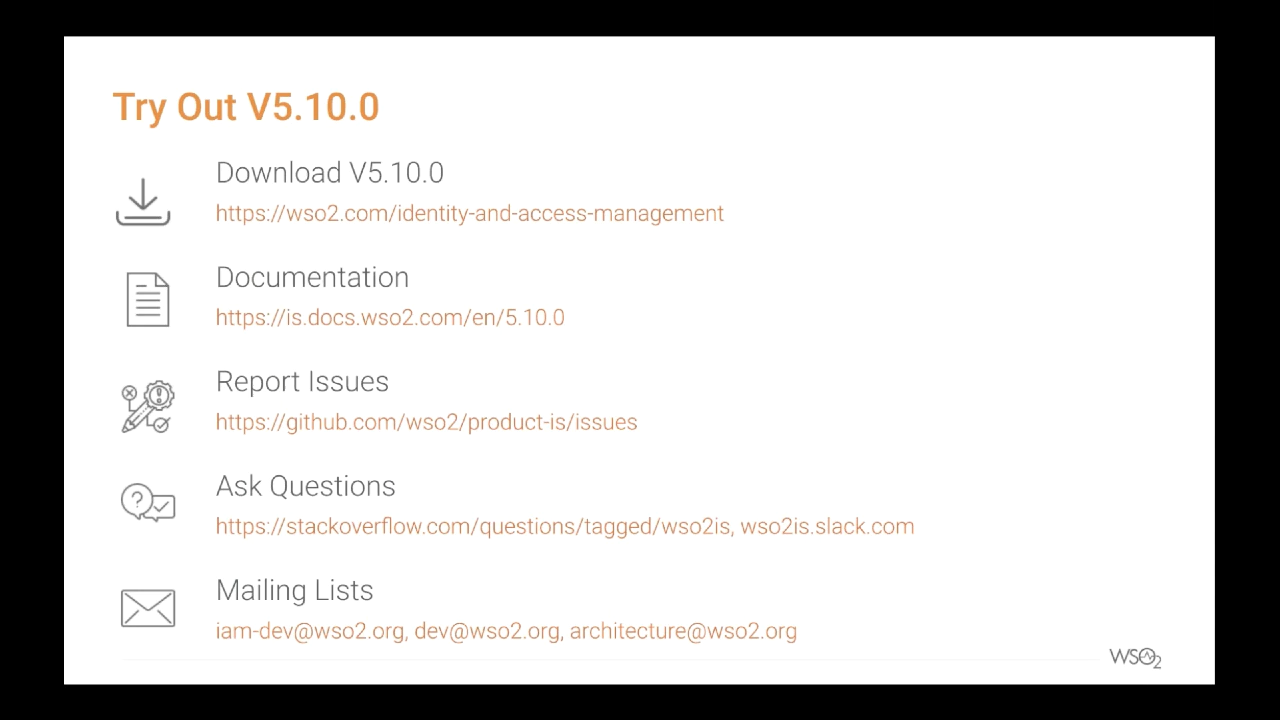 Try Out V5.10.0
Download V5.10.0
https://wso2.com/identity-and-access-management
Documentation
https://is.docs.wso2.com/en/5.10.0
Report Issues
https://github.com/wso2/product-is/issues
Ask Questions
https://stackoverflow.com/questions/tagged/wso2is, wso2is.slack.com
Mailing Lists
iam-dev@wso2.org, dev@wso2.org, architecture@wso2.org
WSO2